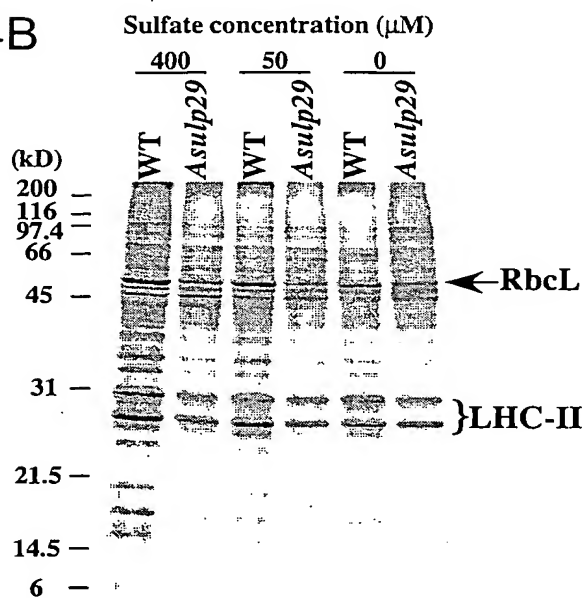 B
Sulfate concentration (µM)
400 50 0
WT Asulp29 WT Asulp29 WT Asulp29
(kD)
200
116
97.4
66
RbcL
45
31
}LHC-II
21.5
14.5
6